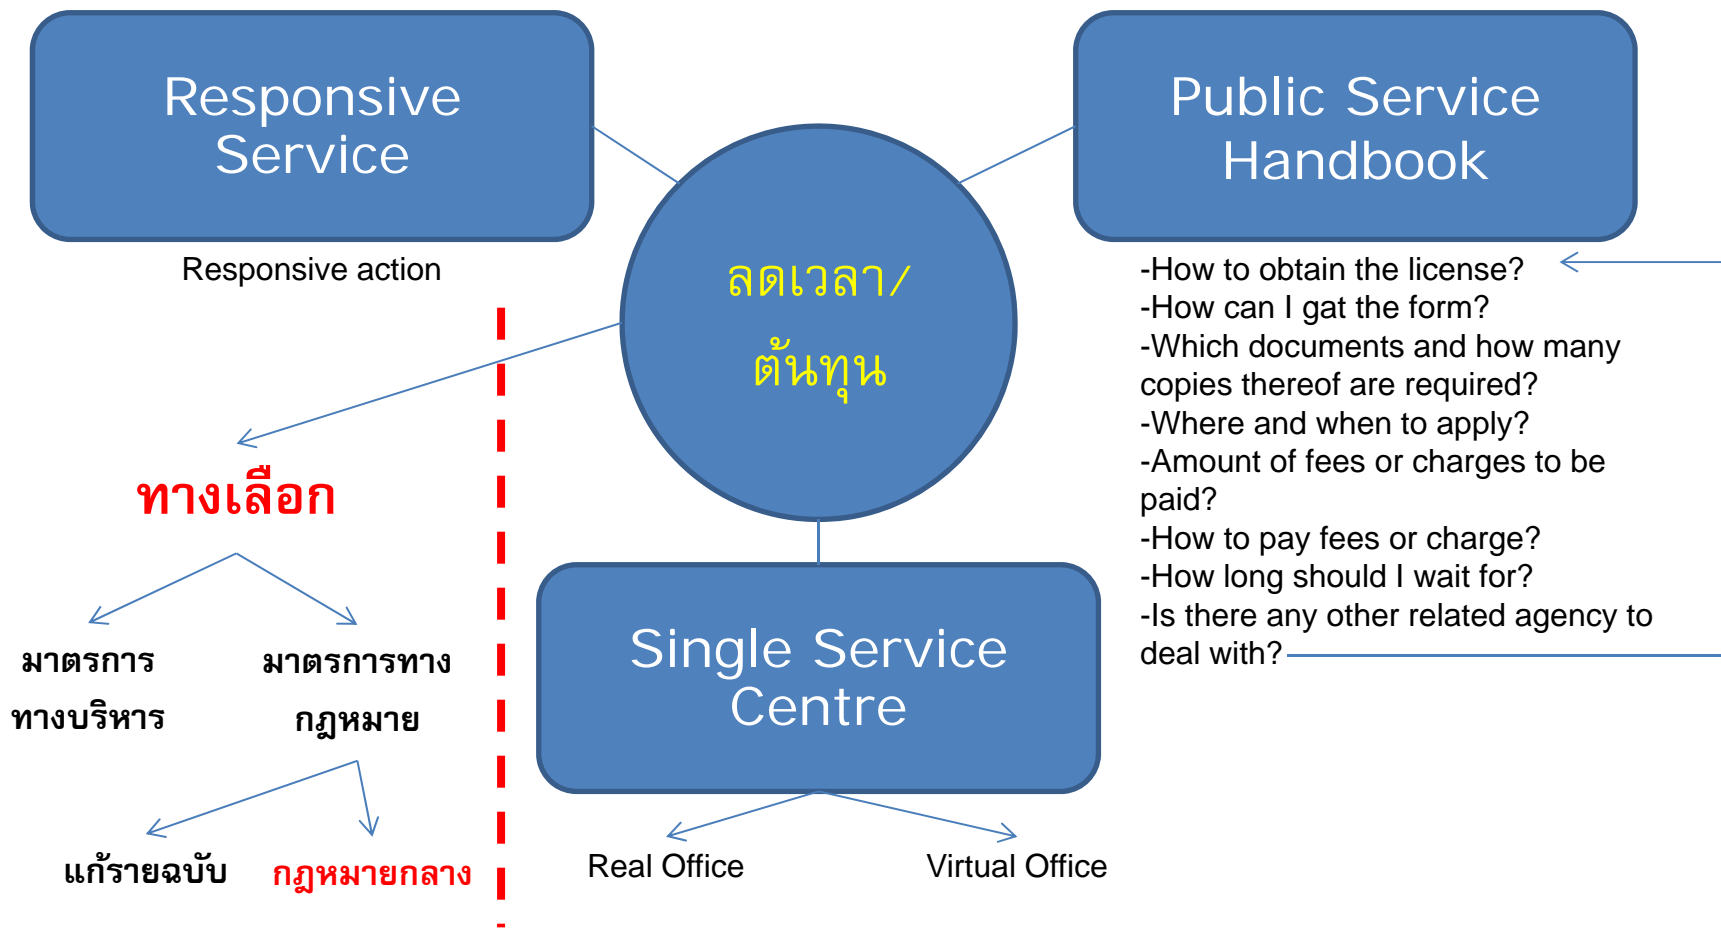 Responsive
Service
Responsive action
ลดเวลา/
ต้นทุน
Public Service
Handbook
-How to obtain the license?
-How can I gat the form?
-Which documents and how many
copies thereof are required?
-Where and when to apply?
-Amount of fees or charges to be
paid?
-How to pay fees or charge?
-How long should I wait for?
-Is there any other related agency to
deal with?
ทางเลือก
มาตรการ
ทางบริหาร
มาตรการทาง
กฎหมาย
แก้รายฉบับ
กฎหมายกลาง
Single Service
Centre
Real Office
Virtual Office